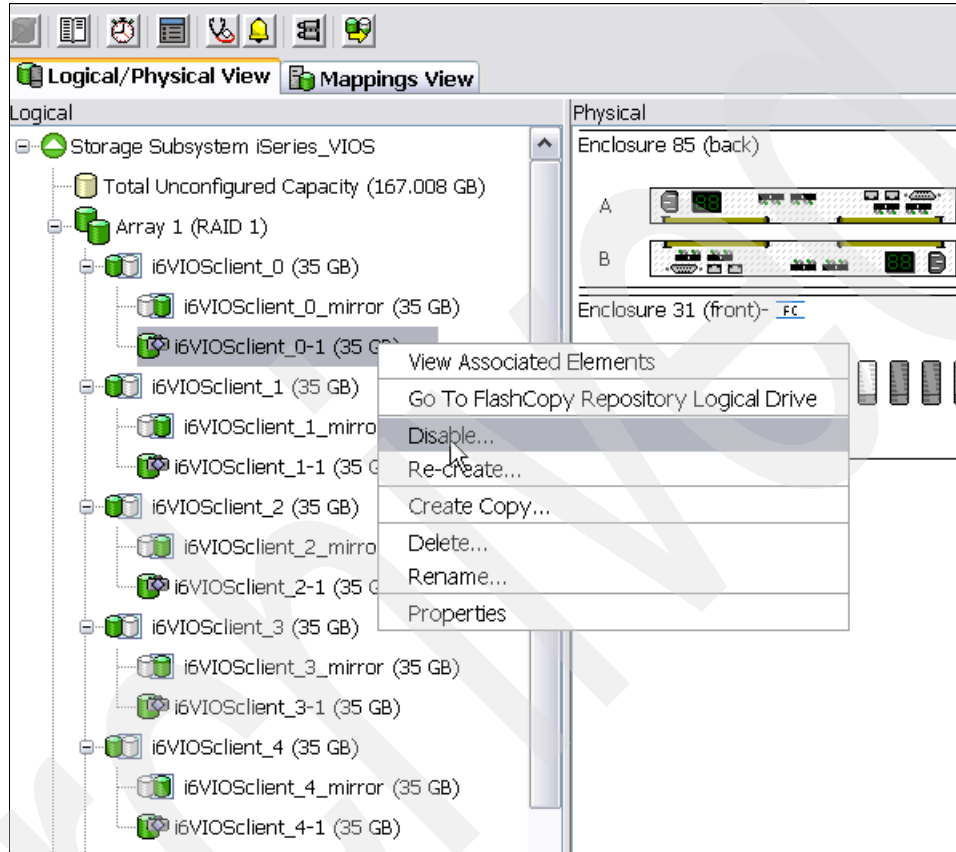 Logical/Physical View
Mappings View
Logical
Physical
Storage Subsystem iSeries_VIOS
Total Unconfigured Capacity (167.008 GB)
Array 1 (RAID 1)
i6VIOSclient_0 (35 GB)
i6VIOSclient_0_mirror (35 GB)
i6VIOSclient_0-1 (35 GB)
i6VIOSclient_1 (35 GB)
i6VIOSclient_1_mirro
i6VIOSclient_1-1 (35 G
i6VIOSclient_2 (35 GB)
i6VIOSclient_2_mirro
i6VIOSclient_2-1 (35 G
i6VIOSclient_3 (35 GB)
i6VIOSclient_3_mirror (35 GB)
i6VIOSclient_3-1 (35 GB)
i6VIOSclient_4 (35 GB)
i6VIOSclient_4_mirror (35 GB)
i6VIOSclient_4-1 (35 GB)
View Associated Elements
Go To FlashCopy Repository Logical Drive
Disable...
Re-create...
Create Copy...
Delete...
Rename...
Properties
Enclosure 85 (back)
A
88
B
88
Enclosure 31 (front)- FC